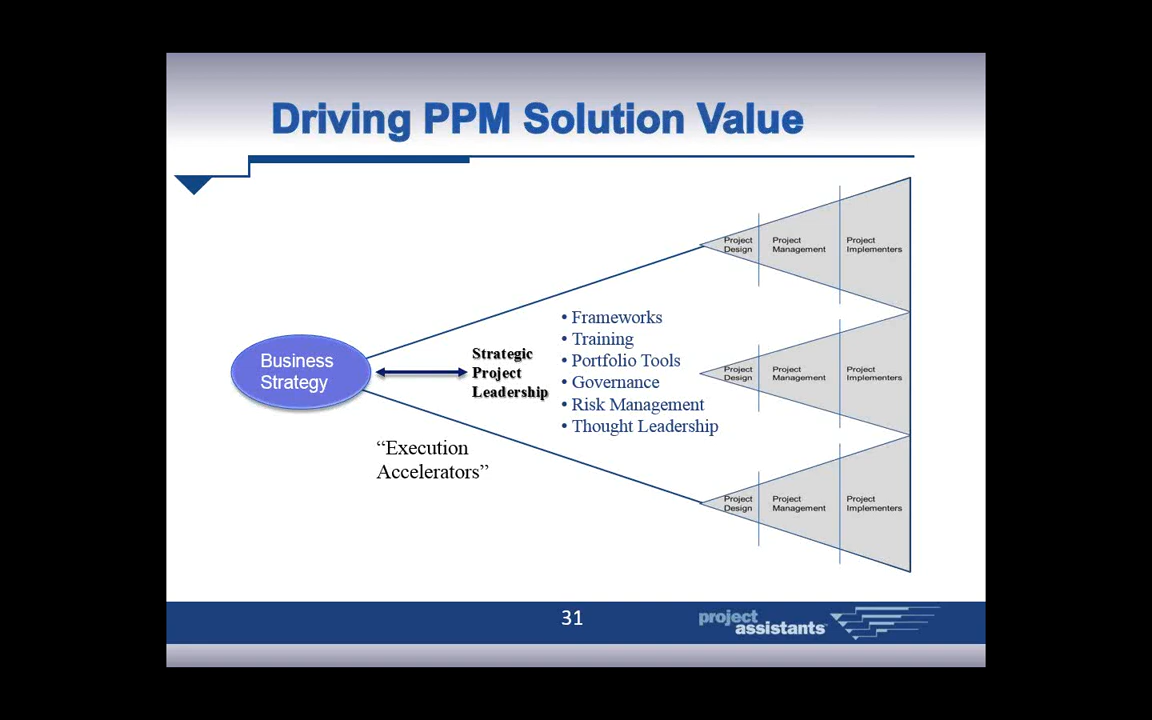 Driving PPM Solution Value
Business
Strategy
Strategic
Project
Leadership
“Execution
Accelerators”
• Frameworks
• Training
• Portfolio Tools
• Governance
• Risk Management
• Thought Leadership
Project
Design
Project
Management
Project
Implementers
Project
Design
Project
Management
Project
Implementers
Project
Design
Project
Management
Project
Implementers
31
project
assistants